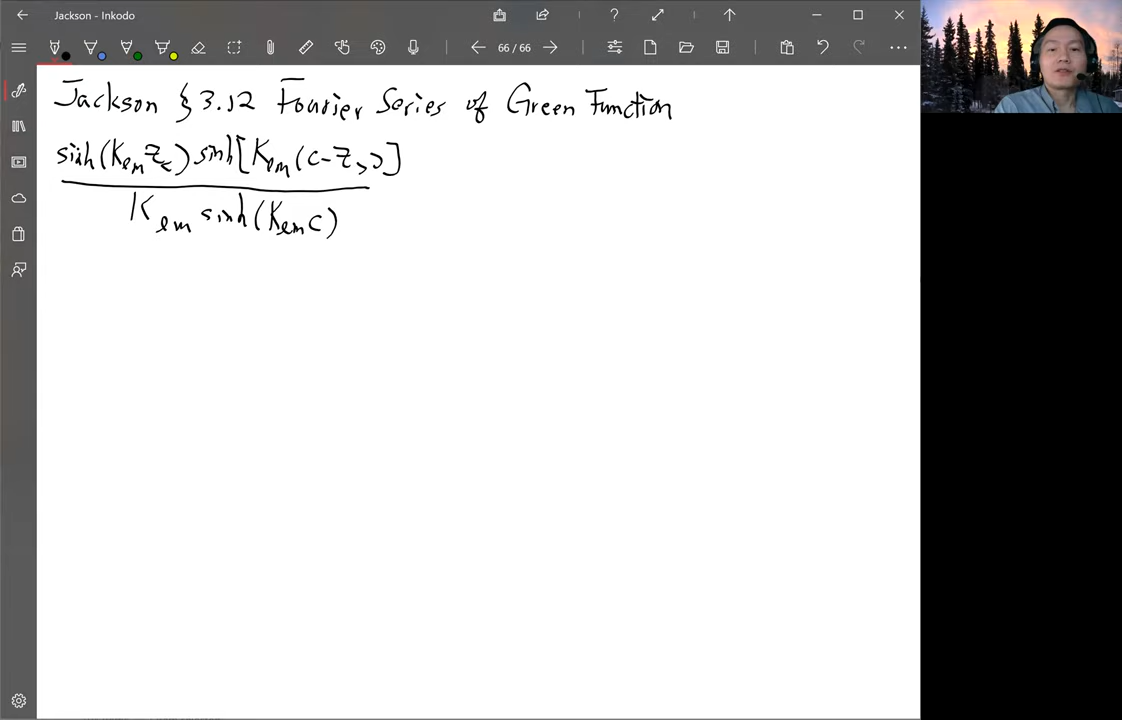 Jackson - Inkodo
66 / 66
Jackson § 3.12 Fourier Series of Green Function
sinh(K_{lm}z_<) sinh[K_{lm}(c-z_>)]
K_{lm} sinh(K_{lm}c)